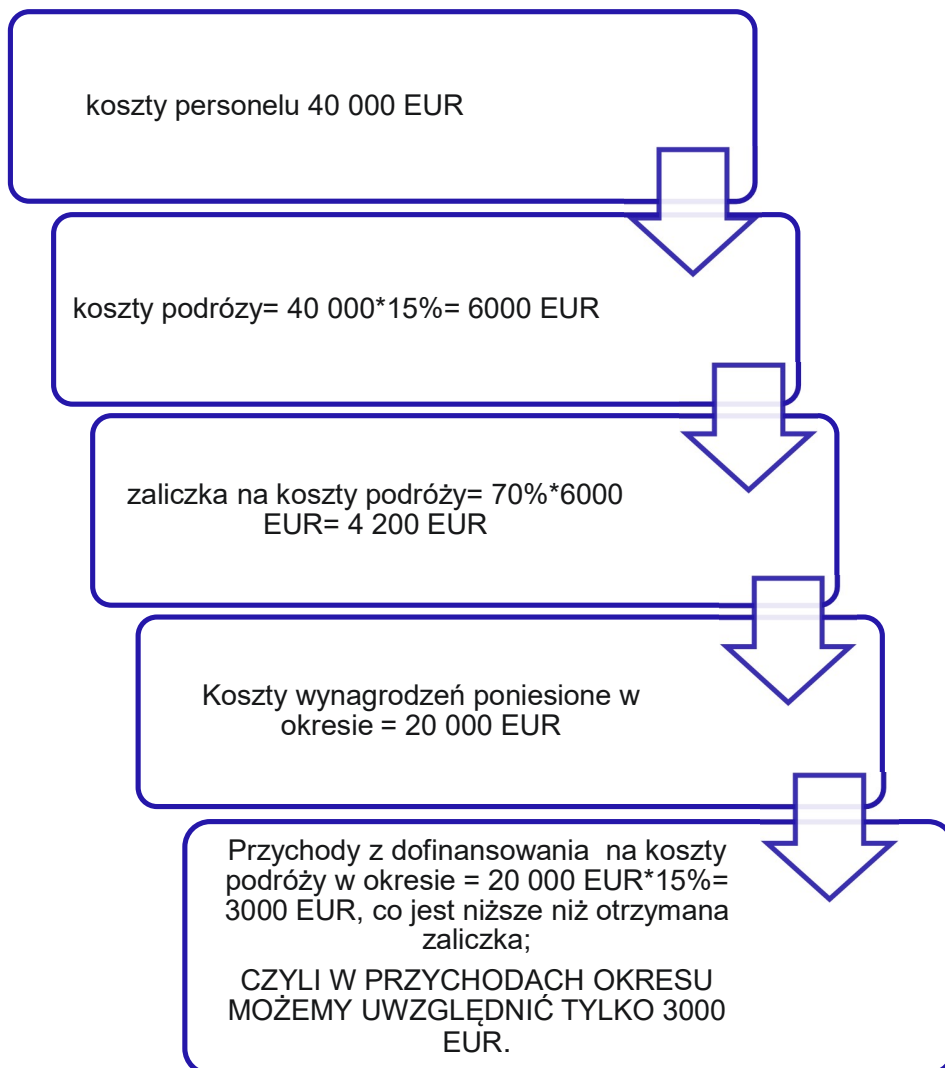 koszty personelu 40 000 EUR
koszty podrózy= 40 000*15%= 6000 EUR
zaliczka na koszty podróży= 70%*6000
EUR= 4 200 EUR
Koszty wynagrodzeń poniesione w
okresie = 20 000 EUR
Przychody z dofinansowania na koszty
podróży w okresie = 20 000 EUR*15%=
3000 EUR, co jest niższe niż otrzymana
zaliczka;
CZYLI W PRZYCHODACH OKRESU
MOŻEMY UWZGLĘDNIĆ TYLKO 3000
EUR.